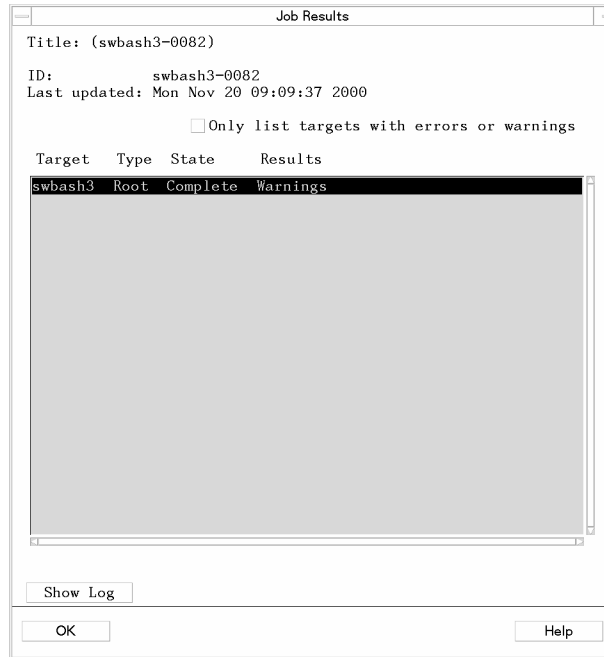 Job Results
Title: (swbash3-0082)
ID: swbash3-0082
Last updated: Mon Nov 20 09:09:37 2000
Only list targets with errors or warnings
Target Type State Results
swbash3 Root Complete Warnings
Show Log
OK Help